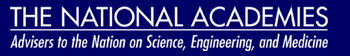 THE NATIONAL ACADEMIES
Advisers to the Nation on Science, Engineering, and Medicine